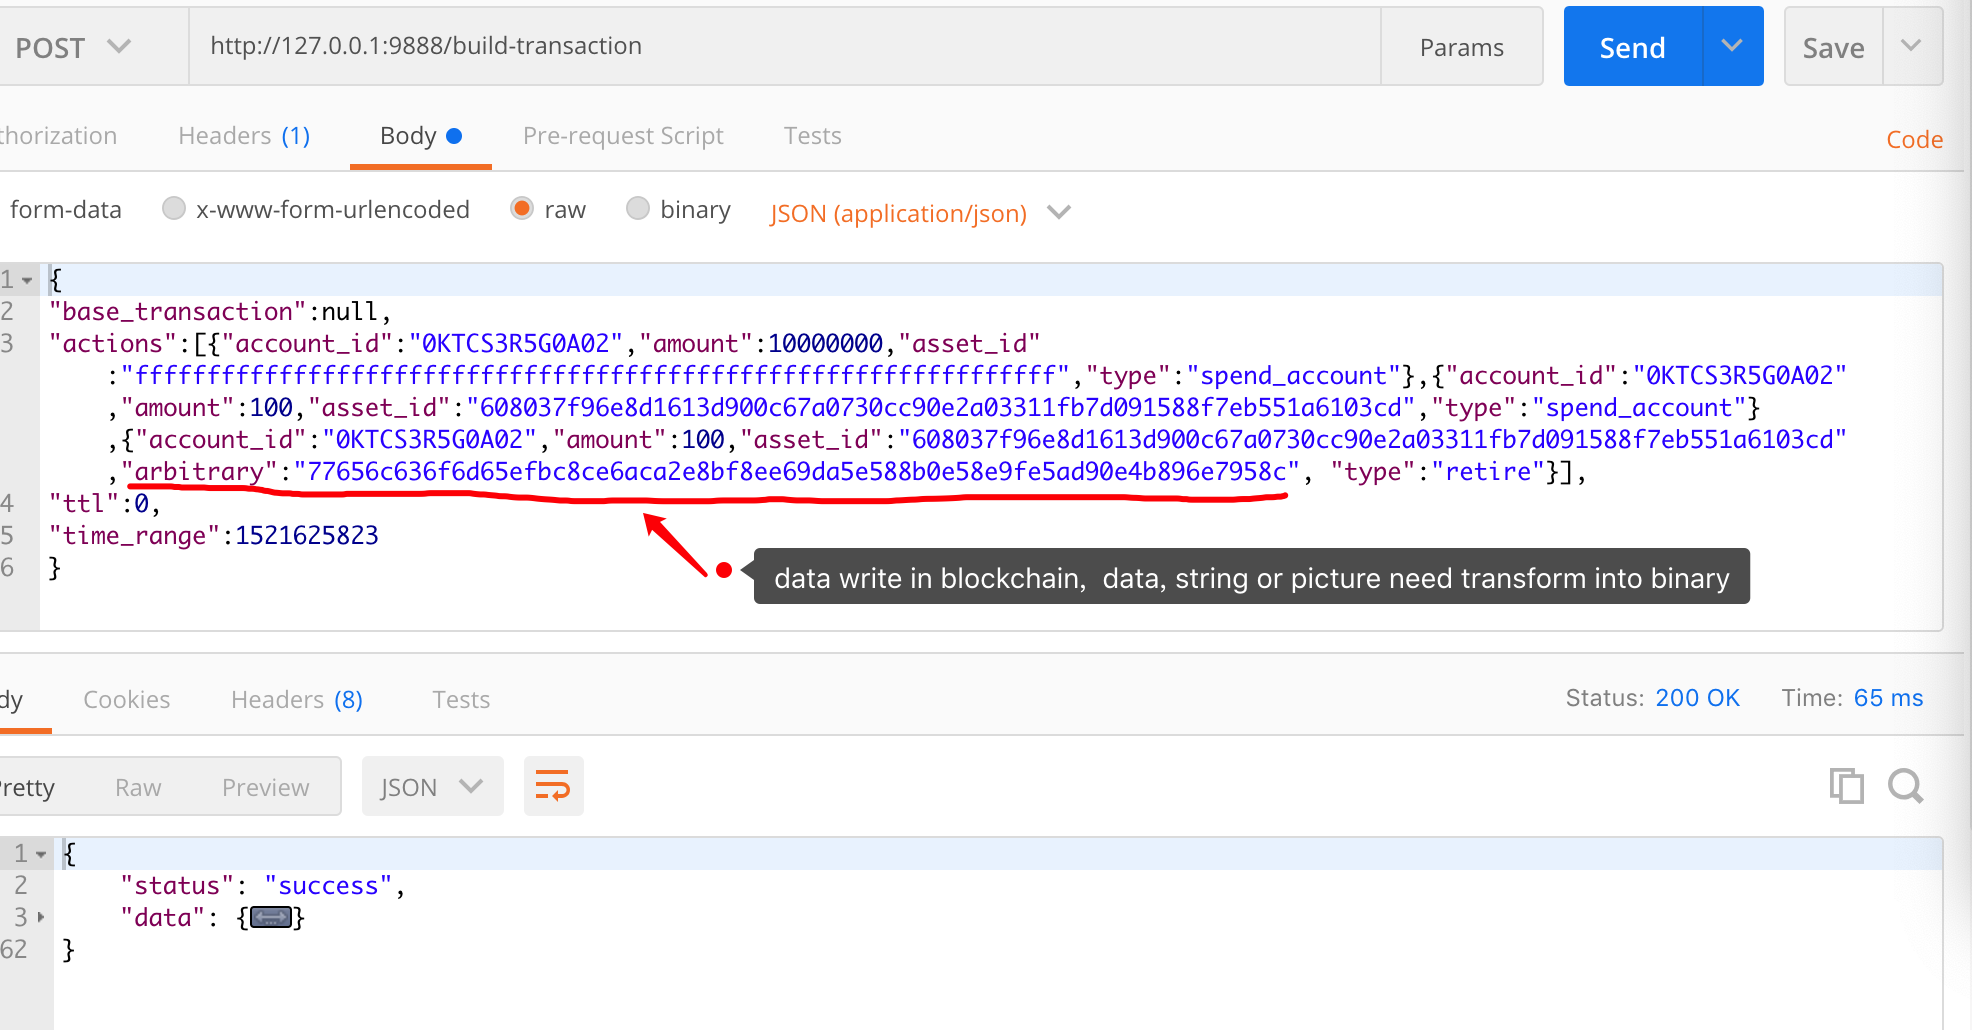 POST
http://127.0.0.1:9888/build-transaction
Params
Send
Save
thorization
Headers (1)
Body
Pre-request Script
Tests
Code
form-data
x-www-form-urlencoded
raw
binary
JSON (application/json)
1 {
2 "base_transaction":null,
3 "actions":[{"account_id":"0KTCS3R5G0A02","amount":10000000,"asset_id"
:"ffffffffffffffffffffffffffffffffffffffffffffffffffffffffffffffff","type":"spend_account"},{"account_id":"0KTCS3R5G0A02"
,"amount":100,"asset_id":"608037f96e8d1613d900c67a0730cc90e2a03311fb7d091588f7eb551a6103cd","type":"spend_account"}
,{"account_id":"0KTCS3R5G0A02","amount":100,"asset_id":"608037f96e8d1613d900c67a0730cc90e2a03311fb7d091588f7eb551a6103cd"
,"arbitrary":"77656c636f6d65efbc8ce6aca2e8bf8ee69da5e588b0e58e9fe5ad90e4b896e7958c", "type":"retire"}],
4 "ttl":0,
5 "time_range":1521625823
6 }
data write in blockchain, data, string or picture need transform into binary
dy
Cookies
Headers (8)
Tests
Status: 200 OK
Time: 65 ms
Pretty
Raw
Preview
JSON
1 {
2 "status": "success",
3 "data": {}
62 }